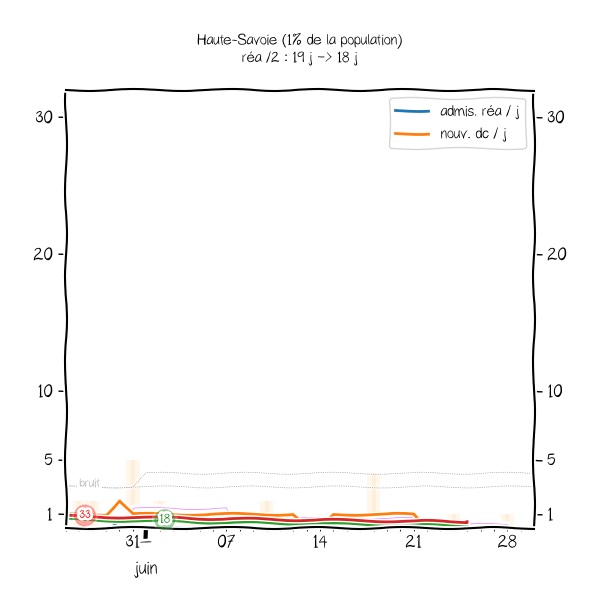 Haute-Savoie (1% de la population)
réa /2 : 19 j -> 18 j
admis. réa / j
nouv. dc / j
30
30
20
20
10
10
5
5
bruit
1
33
18
1
31
07
14
21
28
juin